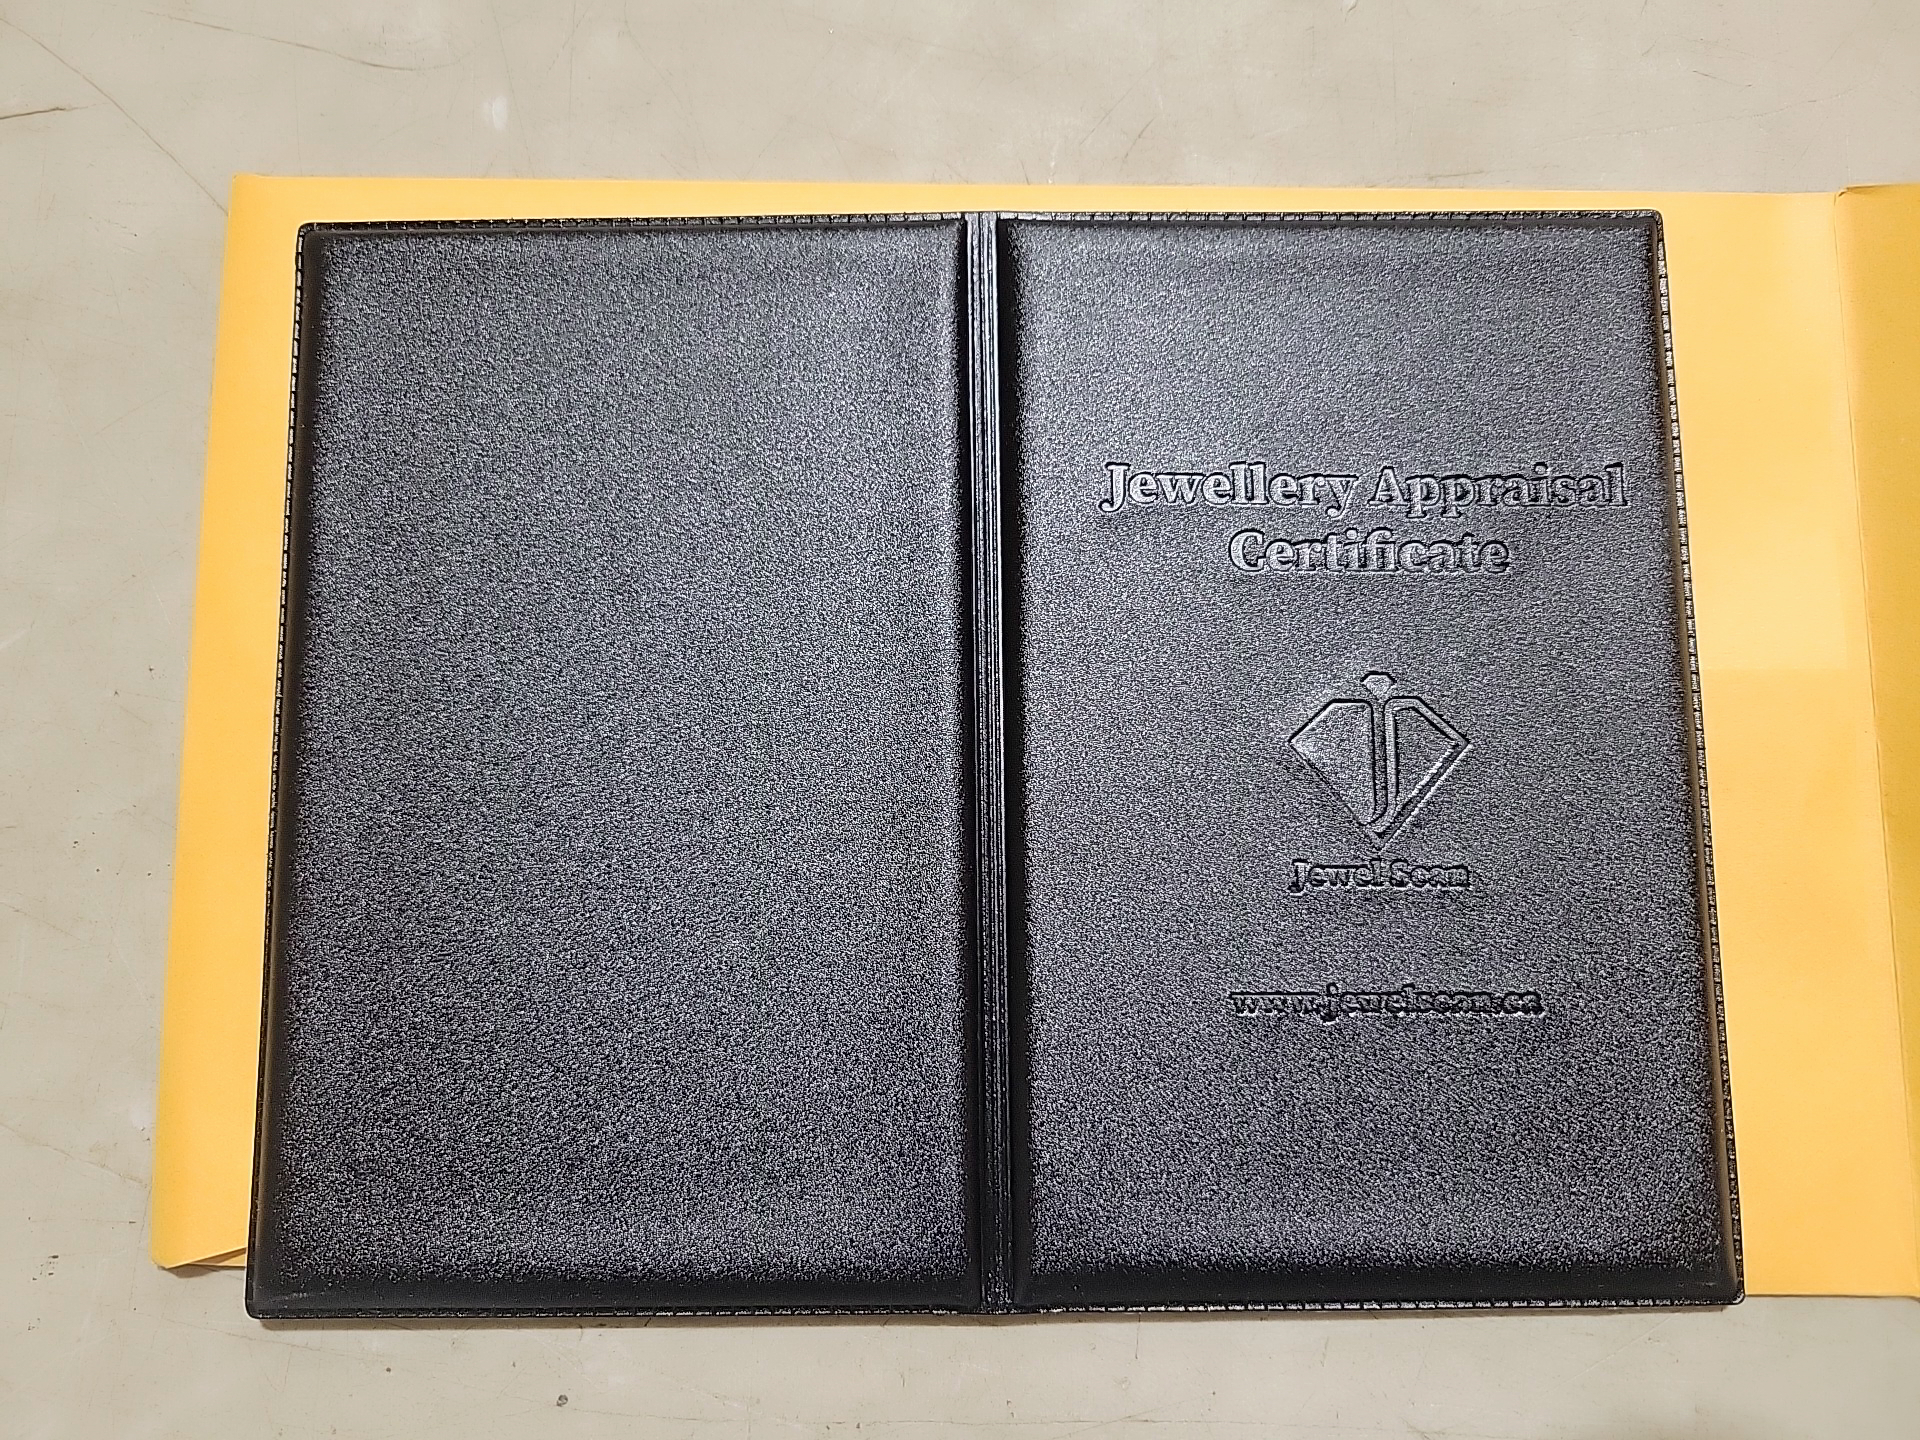 Jewellery Appraisal
Certificate
Jewel Scan
www.jewelscan.ca